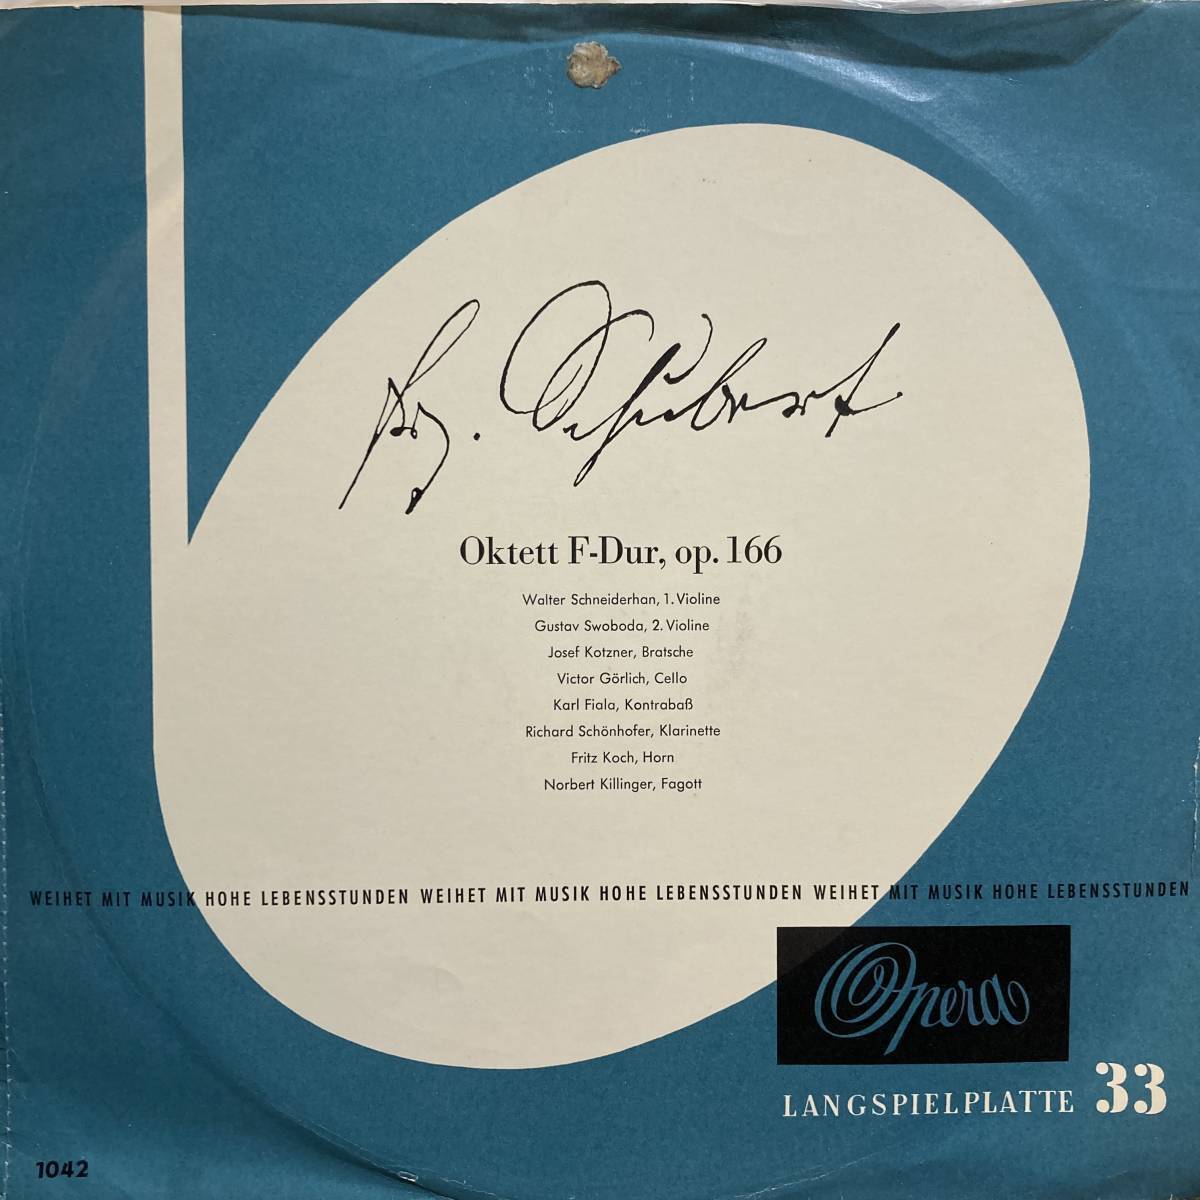 Frz. Schubert
Oktett F-Dur, op. 166
Walter Schneiderhan, 1. Violine
Gustav Swoboda, 2. Violine
Josef Kotzner, Bratsche
Victor Görlich, Cello
Karl Fiala, Kontrabaß
Richard Schönhofer, Klarinette
Fritz Koch, Horn
Norbert Killinger, Fagott
WEIHET MIT MUSIK HOHE LEBENSSTUNDEN WEIHET MIT MUSIK HOHE LEBENSSTUNDEN WEIHET MIT MUSIK HOHE LEBENSSTUNDEN
Opera
LANGSPIELPLATTE 33
1042